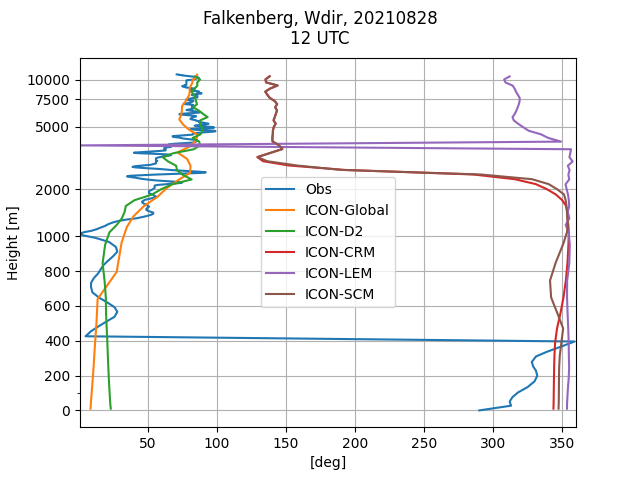 Falkenberg, Wdir, 20210828
12 UTC
Height [m]
10000
7500
5000
2000
1000
800
600
400
200
0
Obs
ICON-Global
ICON-D2
ICON-CRM
ICON-LEM
ICON-SCM
50
100
150
200
250
300
350
[deg]